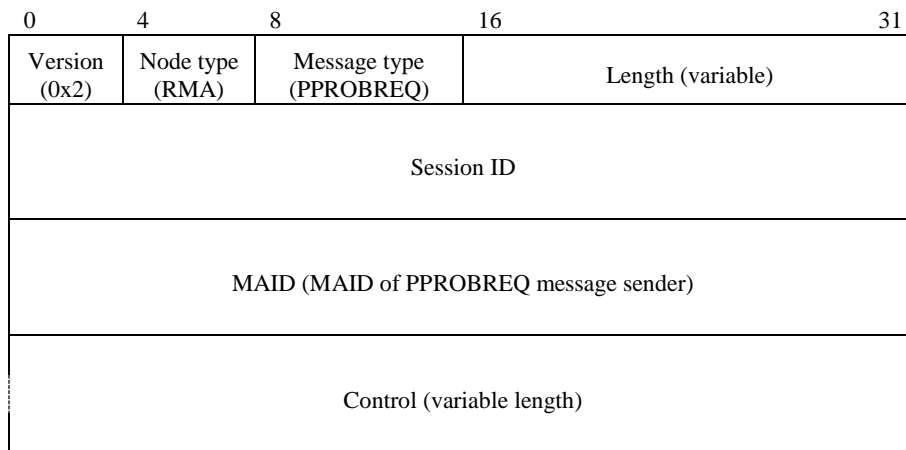 0 4 8 16 31
Version Node type Message type Length (variable)
(0x2) (RMA) (PPROBREQ)
Session ID
MAID (MAID of PPROBREQ message sender)
Control (variable length)